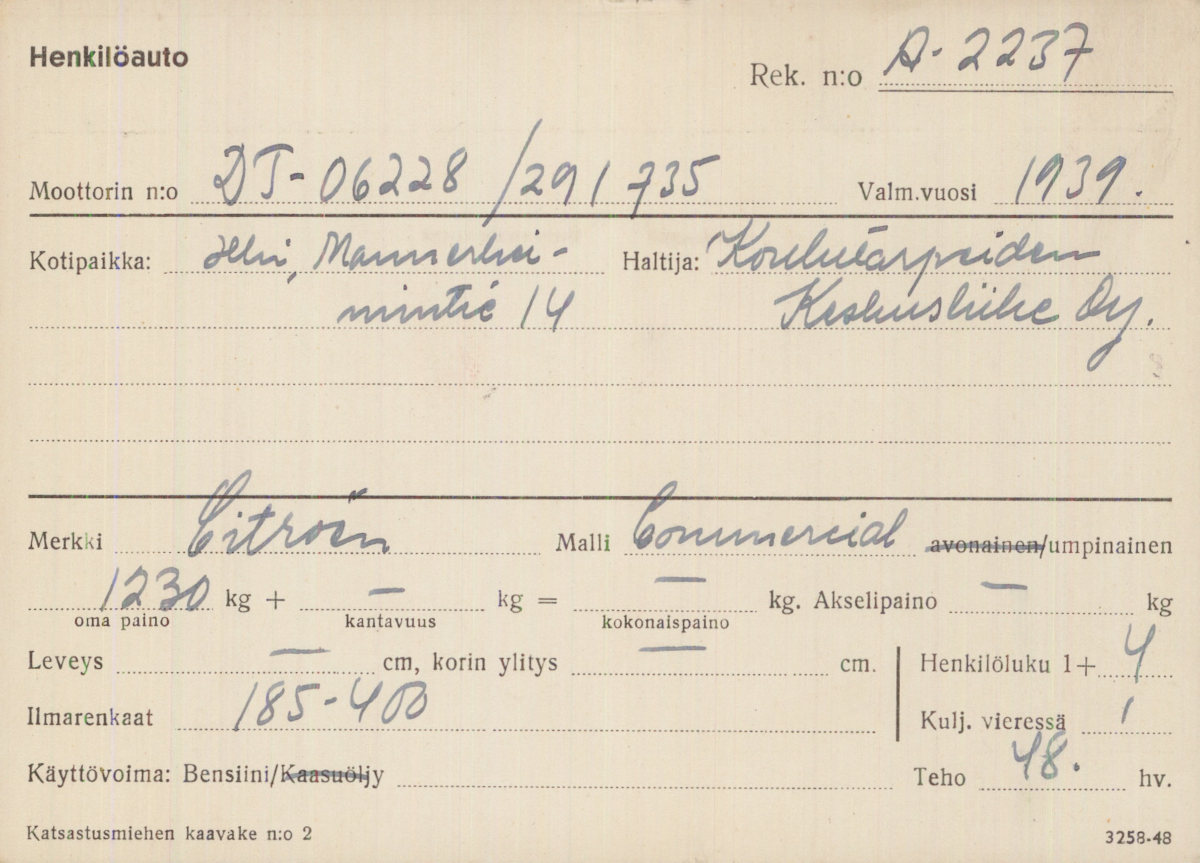 Henkilöauto
Rek. n:o A-2237
Moottorin n:o DJ-06228/291735 Valm.vuosi 1939.
Kotipaikka: Hlki, Mannerhei- Haltija: Koulutarpeiden
mintie 14 Keskusliike Oy.
Merkki Citroën Malli Commercial avonainen/umpinainen
1230 kg + — kg = — kg. Akselipaino — kg
oma paino kantavuus kokonaispaino
Leveys — cm, korin ylitys — cm. Henkilöluku 1+ 4
Ilmarenkaat 185-400 Kulj. vieressä 1
Käyttövoima: Bensiini/Kaasuöljy Teho 48. hv.
Katsastusmiehen kaavake n:o 2 3258-48